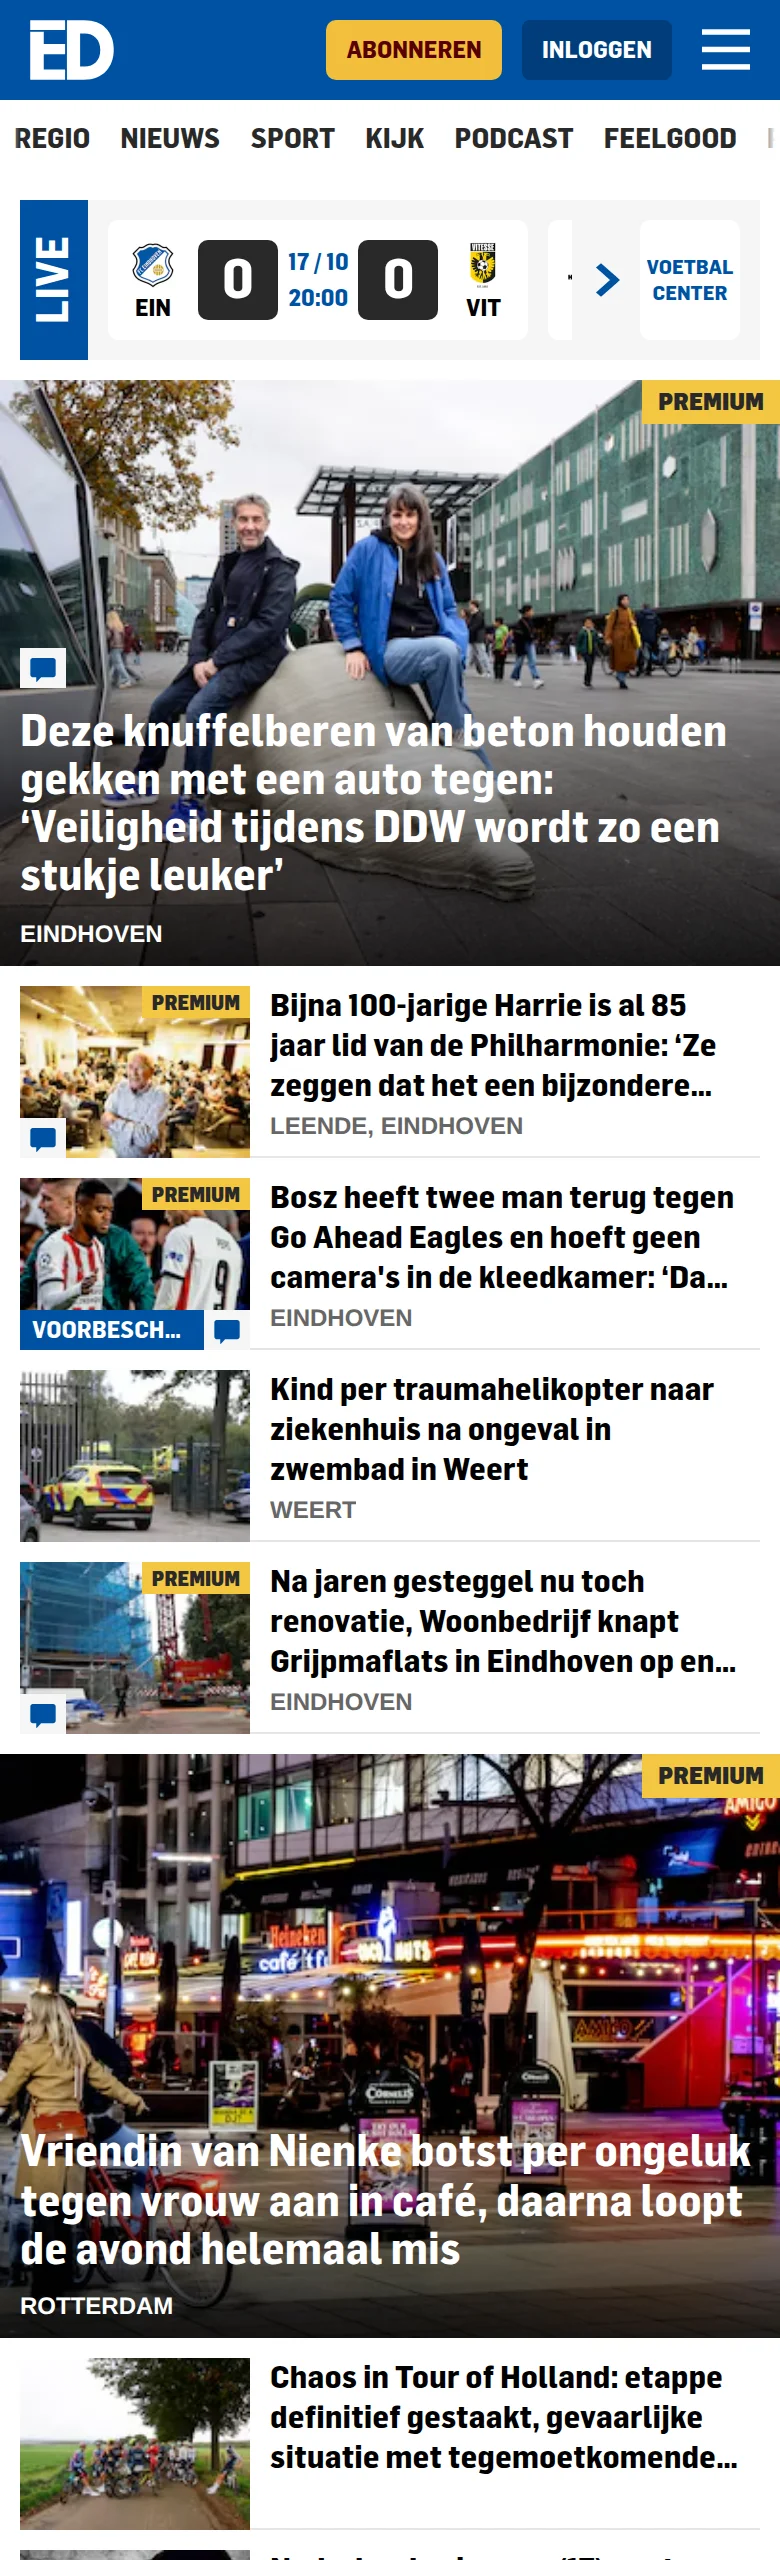 ED
ABONNEREN
INLOGGEN
REGIO NIEUWS SPORT KIJK PODCAST FEELGOOD
LIVE
EIN
0
17 / 10
20:00
0
VITESSE
VIT
VOETBAL
CENTER
PREMIUM
Deze knuffelberen van beton houden
gekken met een auto tegen:
‘Veiligheid tijdens DDW wordt zo een
stukje leuker’
EINDHOVEN
PREMIUM
Bijna 100-jarige Harrie is al 85
jaar lid van de Philharmonie: ‘Ze
zeggen dat het een bijzondere...
LEENDE, EINDHOVEN
PREMIUM
9
VOORBESCH...
Bosz heeft twee man terug tegen
Go Ahead Eagles en hoeft geen
camera's in de kleedkamer: ‘Da...
EINDHOVEN
Kind per traumahelikopter naar
ziekenhuis na ongeval in
zwembad in Weert
WEERT
PREMIUM
Na jaren gesteggel nu toch
renovatie, Woonbedrijf knapt
Grijpmaflats in Eindhoven op en...
EINDHOVEN
PREMIUM
AMIGO
Heineken
café
AMIGO
CORNELIS
Vriendin van Nienke botst per ongeluk
tegen vrouw aan in café, daarna loopt
de avond helemaal mis
ROTTERDAM
Chaos in Tour of Holland: etappe
definitief gestaakt, gevaarlijke
situatie met tegemoetkomende...